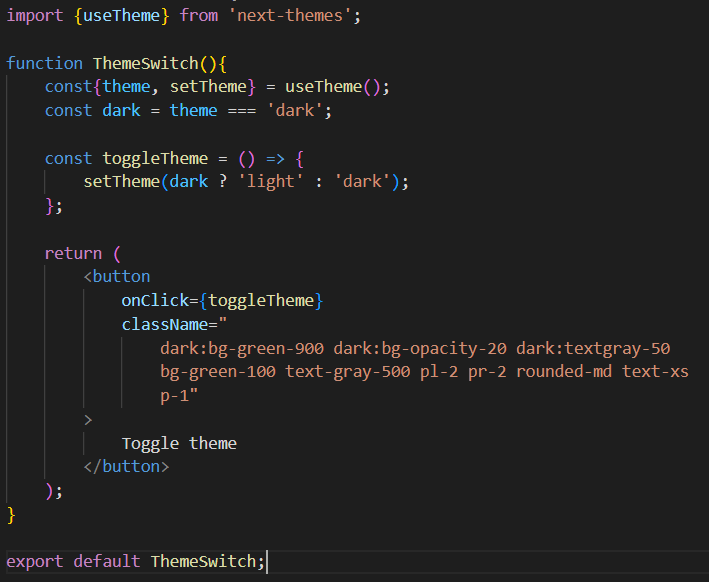 import {useTheme} from 'next-themes';
function ThemeSwitch(){
const{theme, setTheme} = useTheme();
const dark = theme === 'dark';
const toggleTheme = () => {
setTheme(dark ? 'light' : 'dark');
};
return (
<button
onClick={toggleTheme}
className="
dark:bg-green-900 dark:bg-opacity-20 dark:textgray-50
bg-green-100 text-gray-500 pl-2 pr-2 rounded-md text-xs
p-1"
>
Toggle theme
</button>
);
}
export default ThemeSwitch;